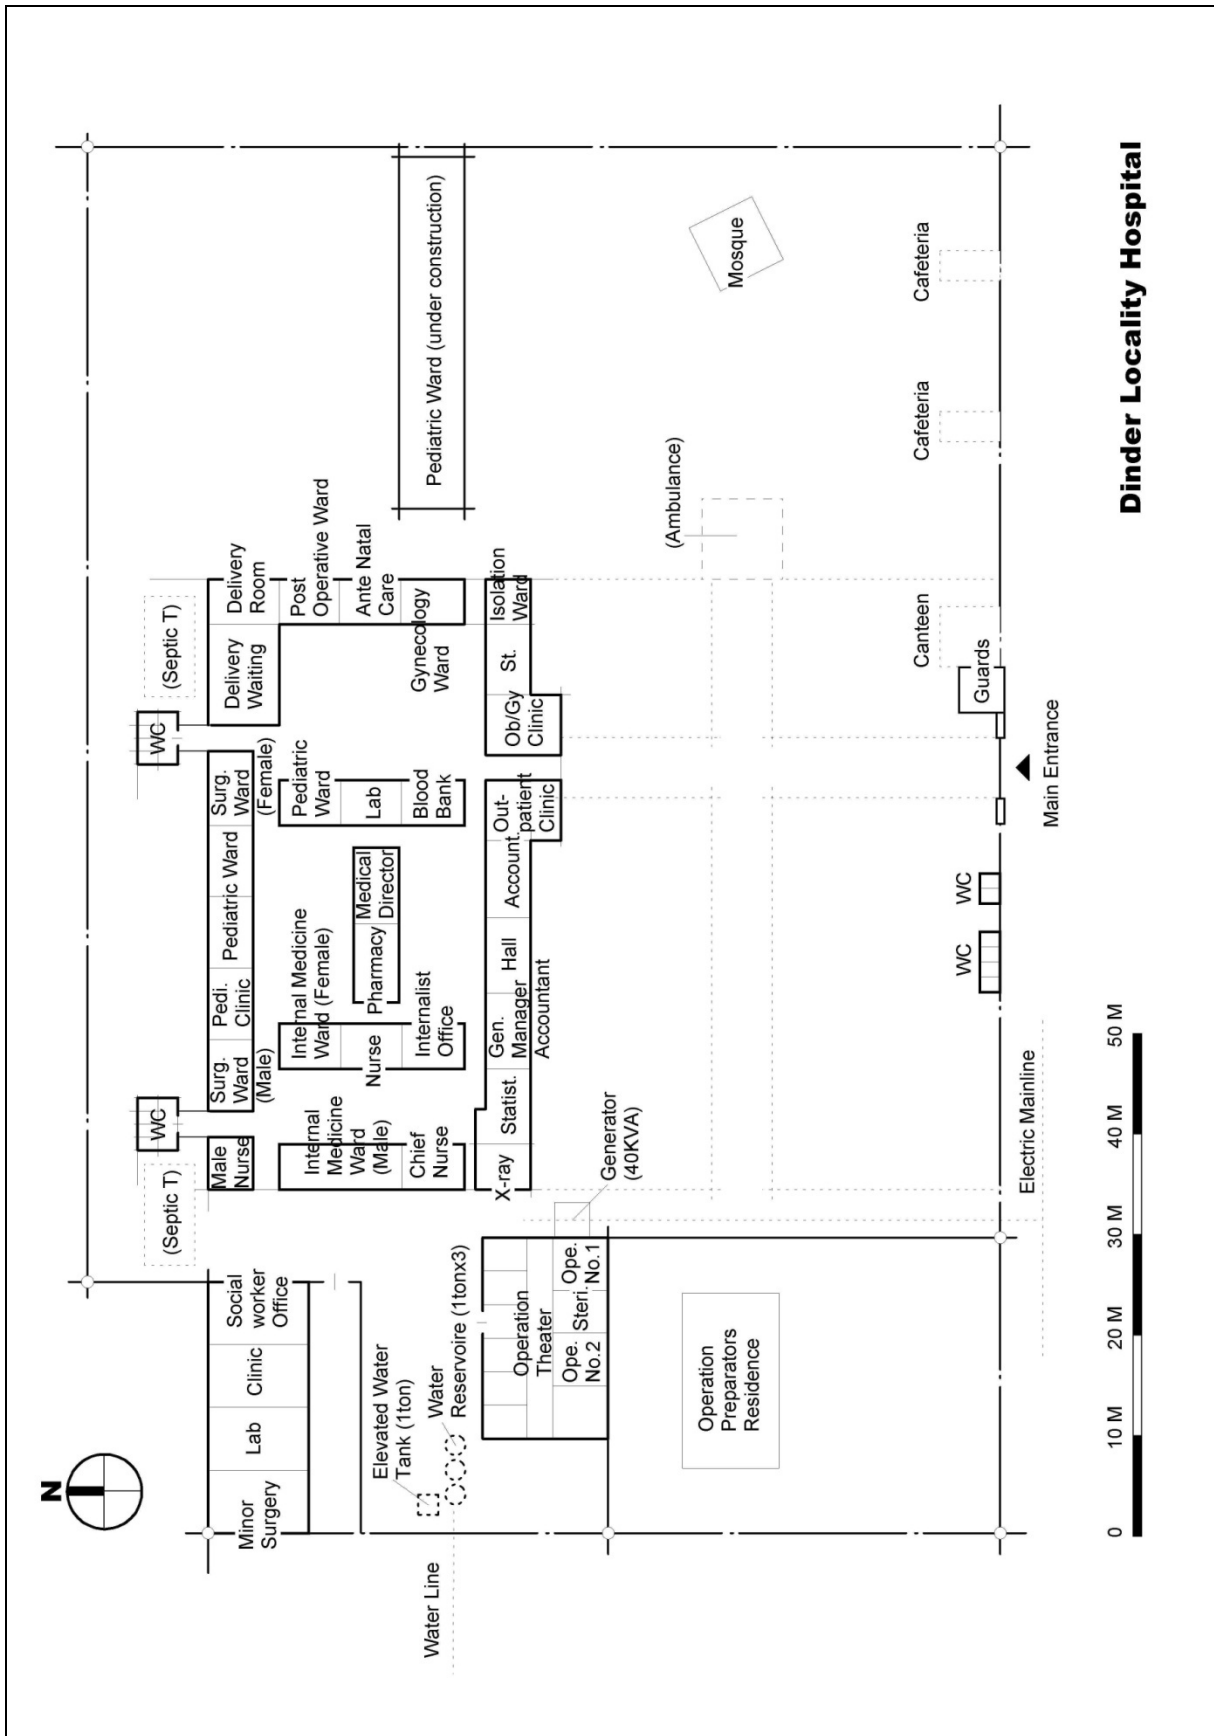 N
WC
WC
(Septic T)
(Septic T)
Minor
Surgery
Lab
Clinic
Social
worker
Office
Male
Nurse
Surg.
Ward
(Male)
Pedi.
Clinic
Pediatric Ward
Surg.
Ward
(Female)
Delivery
Waiting
Delivery
Room
Internal
Medicine
Ward
(Male)
Chief
Nurse
Internal Medicine
Ward (Female)
Nurse
Internalist
Office
Pharmacy
Medical
Director
Pediatric
Ward
Lab
Blood
Bank
Post
Operative Ward
Ante Natal
Care
Gynecology
Ward
Pediatric Ward (under construction)
Elevated Water
Tank (1ton)
Water
Reservoire (1tonx3)
Water Line
X-ray
Statist.
Gen.
Manager
Accountant
Hall
Account.
Out-
patient
Clinic
Ob/Gy
Clinic
St.
Isolation
Ward
Operation
Theater
Ope.
No.2
Steri.
Ope.
No.1
Generator
(40KVA)
(Ambulance)
Mosque
Operation
Preparators
Residence
WC
WC
Guards
Canteen
Cafeteria
Cafeteria
Electric Mainline
Main Entrance
0
10 M
20 M
30 M
40 M
50 M
Dinder Locality Hospital